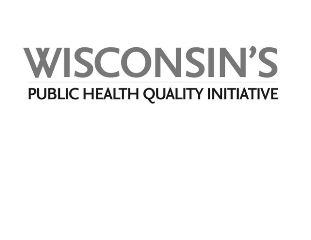 WISCONSIN'S
PUBLIC HEALTH QUALITY INITIATIVE